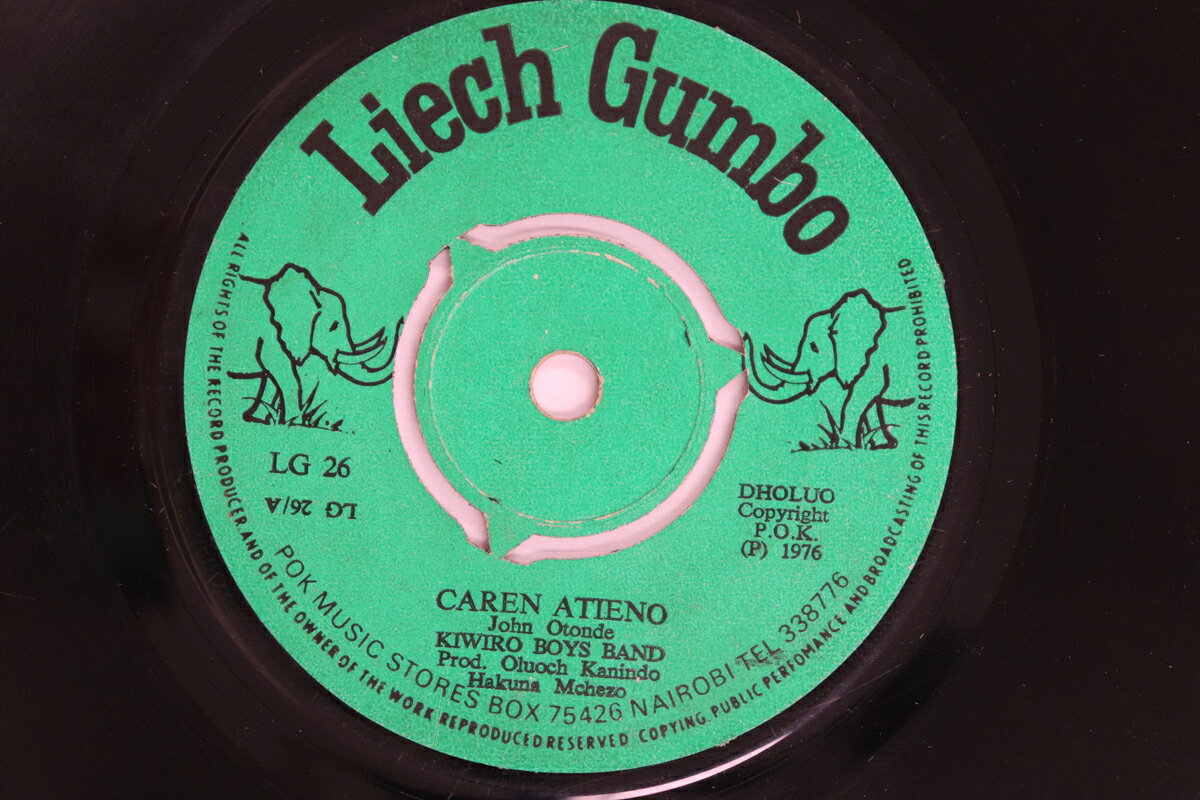 Liech Gumbo
LG 26
LG 26/A
DHOLUO
Copyright
P.O.K.
(P) 1976
CAREN ATIENO
John Otonde
KIWIRO BOYS BAND
Prod. Oluoch Kanindo
Hakuna Mchezo
POK MUSIC STORES BOX 75426 NAIROBI TEL 338776
ALL RIGHTS OF THE RECORD PRODUCER.AND OF THE OWNER OF THE WORK REPRODUCED RESERVED COPYING. PUBLIC PERFOMANCE AND BROADCASTING OF THIS RECORD PROHIBITED